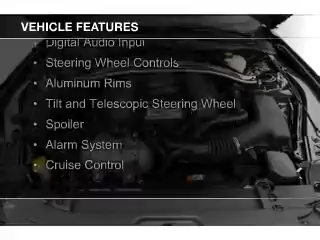 VEHICLE FEATURES
• Digital Audio Input
• Steering Wheel Controls
• Aluminum Rims
• Tilt and Telescopic Steering Wheel
• Spoiler
• Alarm System
• Cruise Control